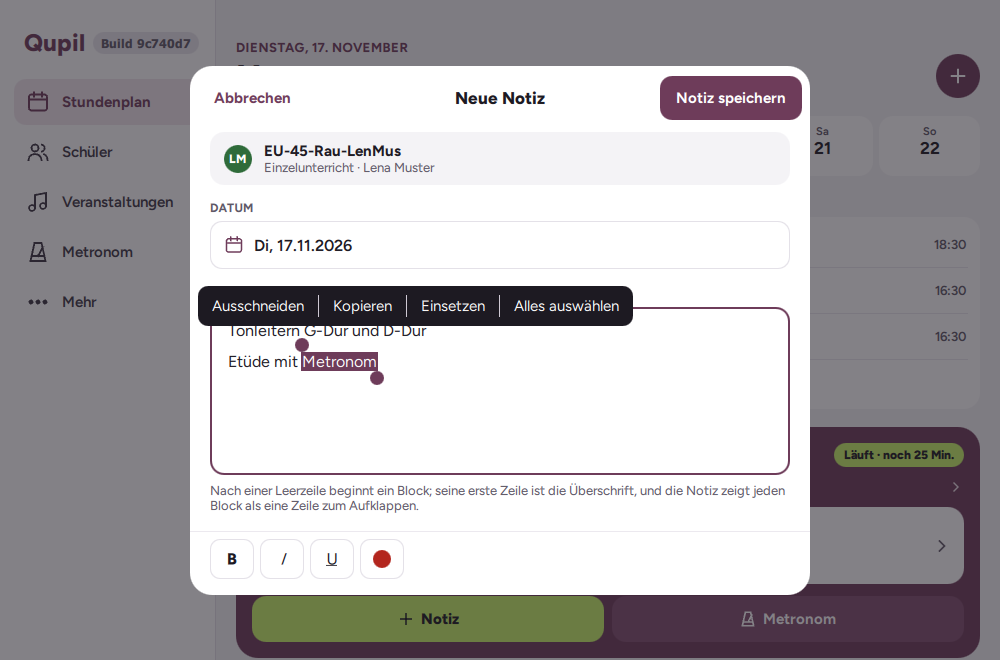 Qupil Build 9c740d7
Stundenplan
Schüler
Veranstaltungen
Metronom
Mehr
DIENSTAG, 17. NOVEMBER
Sa
21
So
22
18:30
16:30
16:30
Läuft · noch 25 Min.
Abbrechen
Neue Notiz
Notiz speichern
LM
EU-45-Rau-LenMus
Einzelunterricht · Lena Muster
DATUM
Di, 17.11.2026
Ausschneiden
Kopieren
Einsetzen
Alles auswählen
Tonleitern G-Dur und D-Dur
Etüde mit Metronom
Nach einer Leerzeile beginnt ein Block; seine erste Zeile ist die Überschrift, und die Notiz zeigt jeden
Block als eine Zeile zum Aufklappen.
B
I
U
Notiz
Metronom